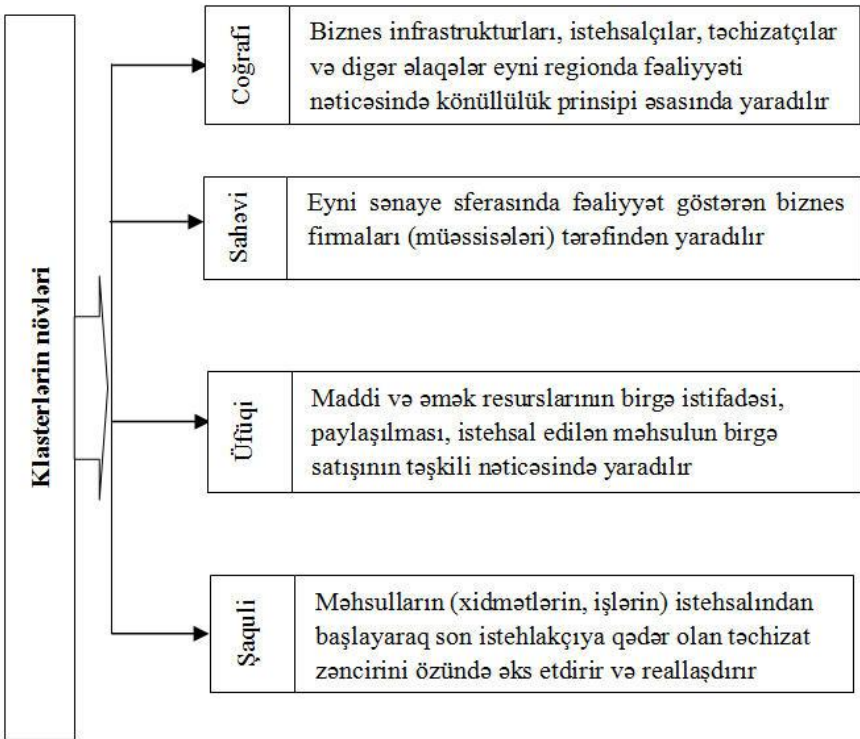 Klasterlərin növləri
Coğrafi
Biznes infrastrukturları, istehsalçılar, təchizatçılar
və digər əlaqələr eyni regionda fəaliyyəti
nəticəsində könüllülük prinsipi əsasında yaradılır
Sahəvi
Eyni sənaye sferasında fəaliyyət göstərən biznes
firmaları (müəssisələri) tərəfindən yaradılır
Üfüqi
Maddi və əmək resurslarının birgə istifadəsi,
paylaşılması, istehsal edilən məhsulun birgə
satışının təşkili nəticəsində yaradılır
Şaquli
Məhsulların (xidmətlərin, işlərin) istehsalından
başlayaraq son istehlakçıya qədər olan təchizat
zəncirini özündə əks etdirir və reallaşdırır